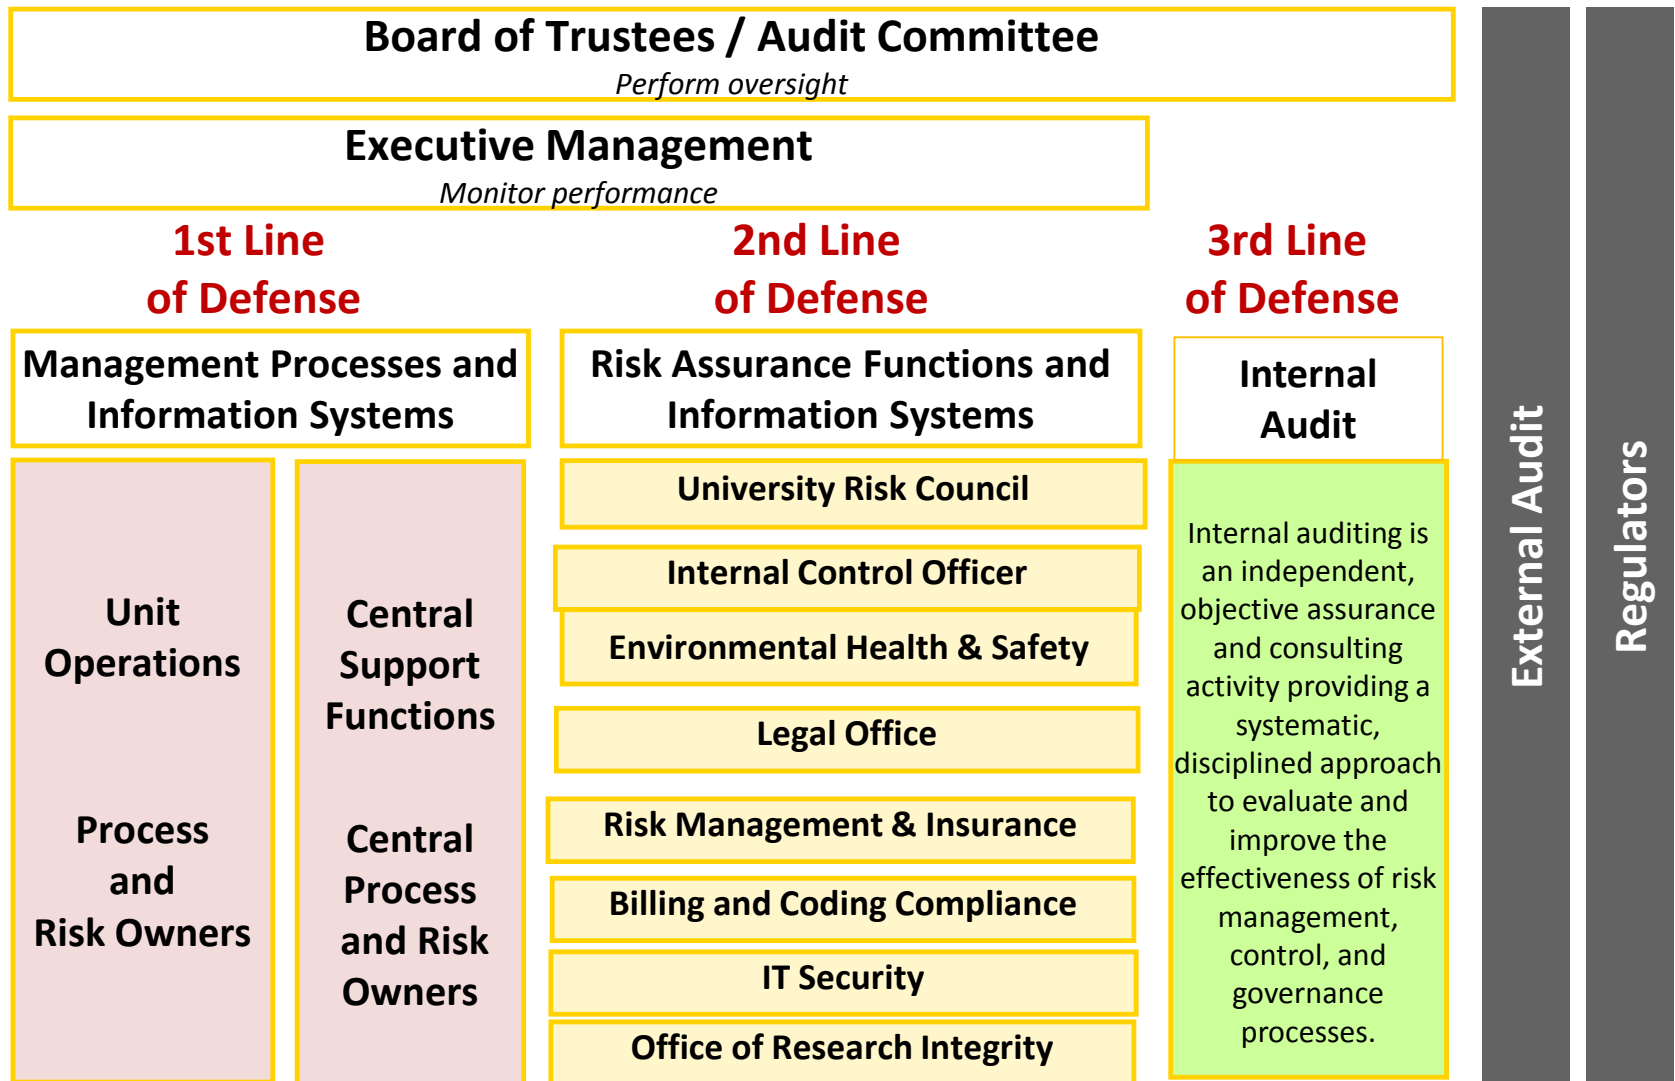 Board of Trustees / Audit Committee
Perform oversight
Executive Management
Monitor performance
1st Line
of Defense
2nd Line
of Defense
3rd Line
of Defense
Management Processes and
Information Systems
Risk Assurance Functions and
Information Systems
Internal
Audit
Unit
Operations
Process
and
Risk Owners
Central
Support
Functions
Central
Process
and Risk
Owners
University Risk Council
Internal Control Officer
Environmental Health & Safety
Legal Office
Risk Management & Insurance
Billing and Coding Compliance
IT Security
Office of Research Integrity
Internal auditing is
an independent,
objective assurance
and consulting
activity providing a
systematic,
disciplined approach
to evaluate and
improve the
effectiveness of risk
management,
control, and
governance
processes.
External Audit
Regulators